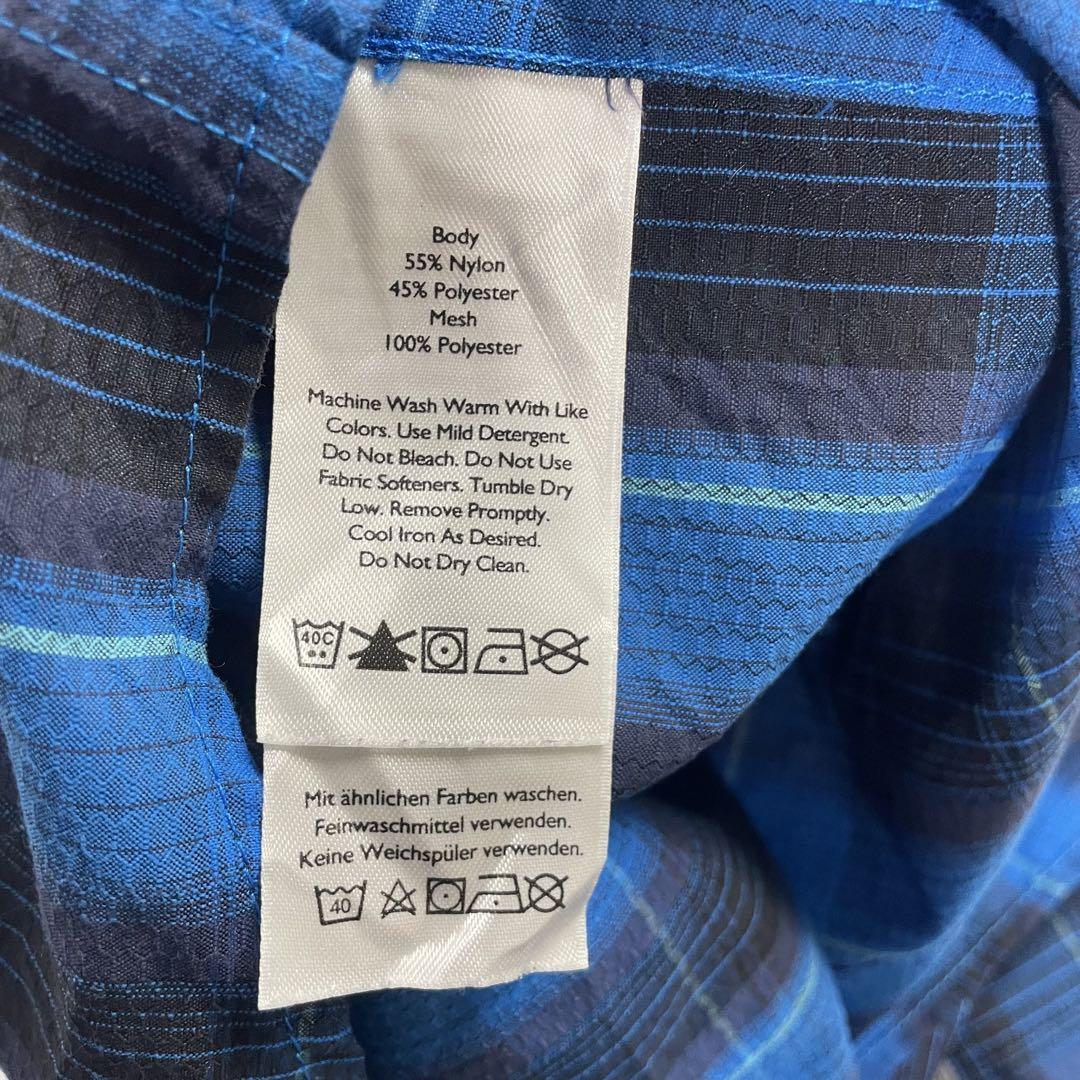 Body
55% Nylon
45% Polyester
Mesh
100% Polyester
Machine Wash Warm With Like
Colors. Use Mild Detergent.
Do Not Bleach. Do Not Use
Fabric Softeners. Tumble Dry
Low. Remove Promptly.
Cool Iron As Desired.
Do Not Dry Clean.
40C
Mit ähnlichen Farben waschen.
Feinwaschmittel verwenden.
Keine Weichspüler verwenden.
40